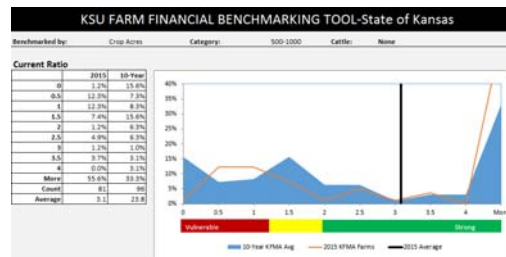 KSU FARM FINANCIAL BENCHMARKING TOOL-State of Kansas
Benchmarked by: Crop Acres Category: 500-1000 Cattle: None
Current Ratio
2015 10-Year
0 1.2% 15.6%
0.5 12.3% 7.3%
1 12.3% 8.3%
1.5 7.4% 15.6%
2 1.2% 6.3%
2.5 4.9% 6.3%
3 1.2% 1.0%
3.5 3.7% 3.1%
4 0.0% 3.1%
More 55.6% 33.3%
Count 81 96
Average 3.1 23.8
40%
35%
30%
25%
20%
15%
10%
5%
0%
0 0.5 1 1.5 2 2.5 3 3.5 4 More
Vulnerable Strong
10-Year KFMA Avg 2015 KFMA Farms 2015 Average